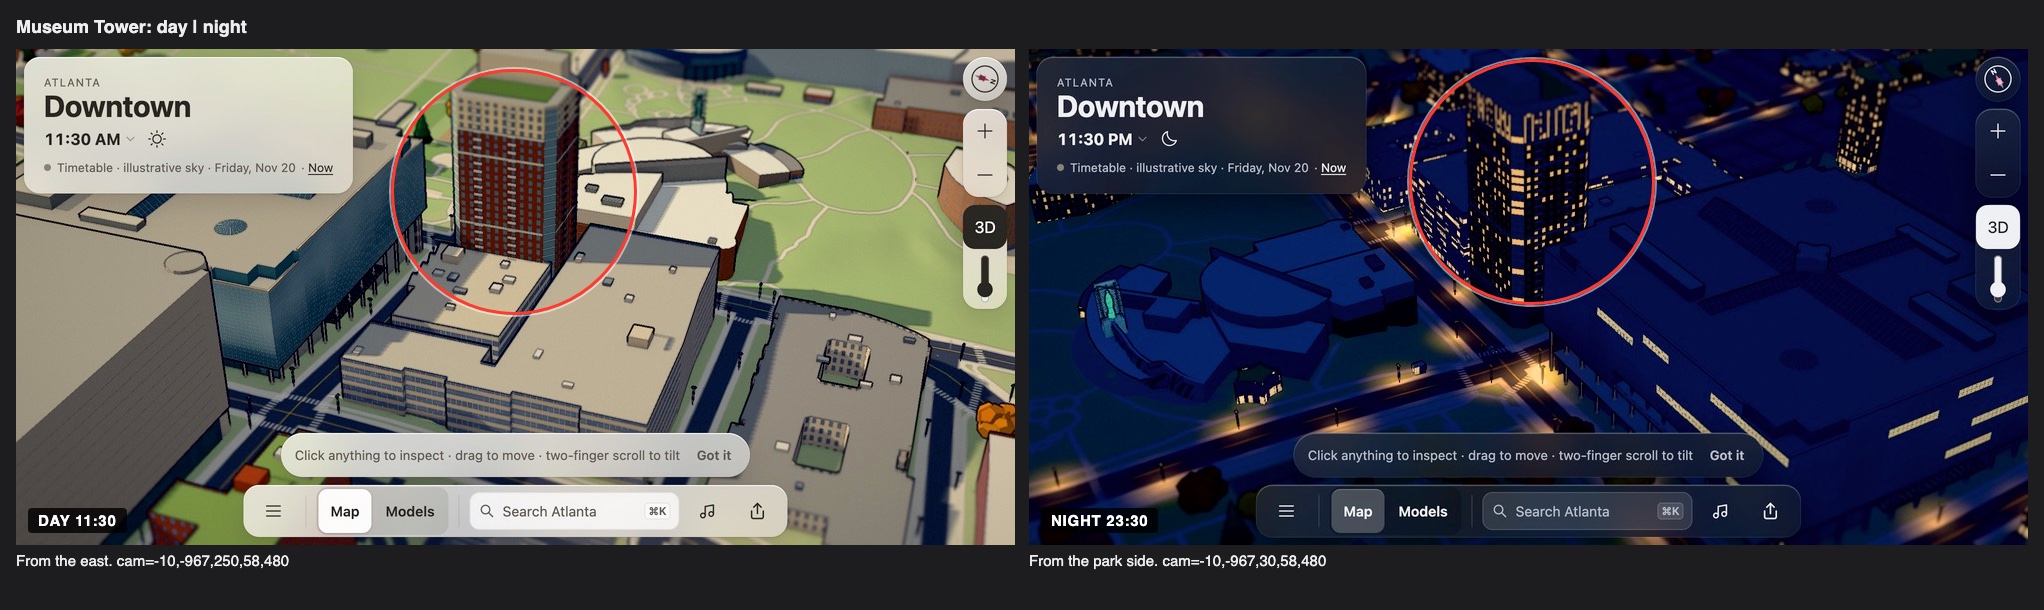 Museum Tower: day | night
ATLANTA
Downtown
11:30 AM
Timetable · illustrative sky · Friday, Nov 20 · Now
N
+
−
3D
Click anything to inspect · drag to move · two-finger scroll to tilt Got it
Map Models Search Atlanta ⌘K
DAY 11:30
From the east. cam=-10,-967,250,58,480
ATLANTA
Downtown
11:30 PM
Timetable · illustrative sky · Friday, Nov 20 · Now
N
+
−
3D
Click anything to inspect · drag to move · two-finger scroll to tilt Got it
Map Models Search Atlanta ⌘K
NIGHT 23:30
From the park side. cam=-10,-967,30,58,480